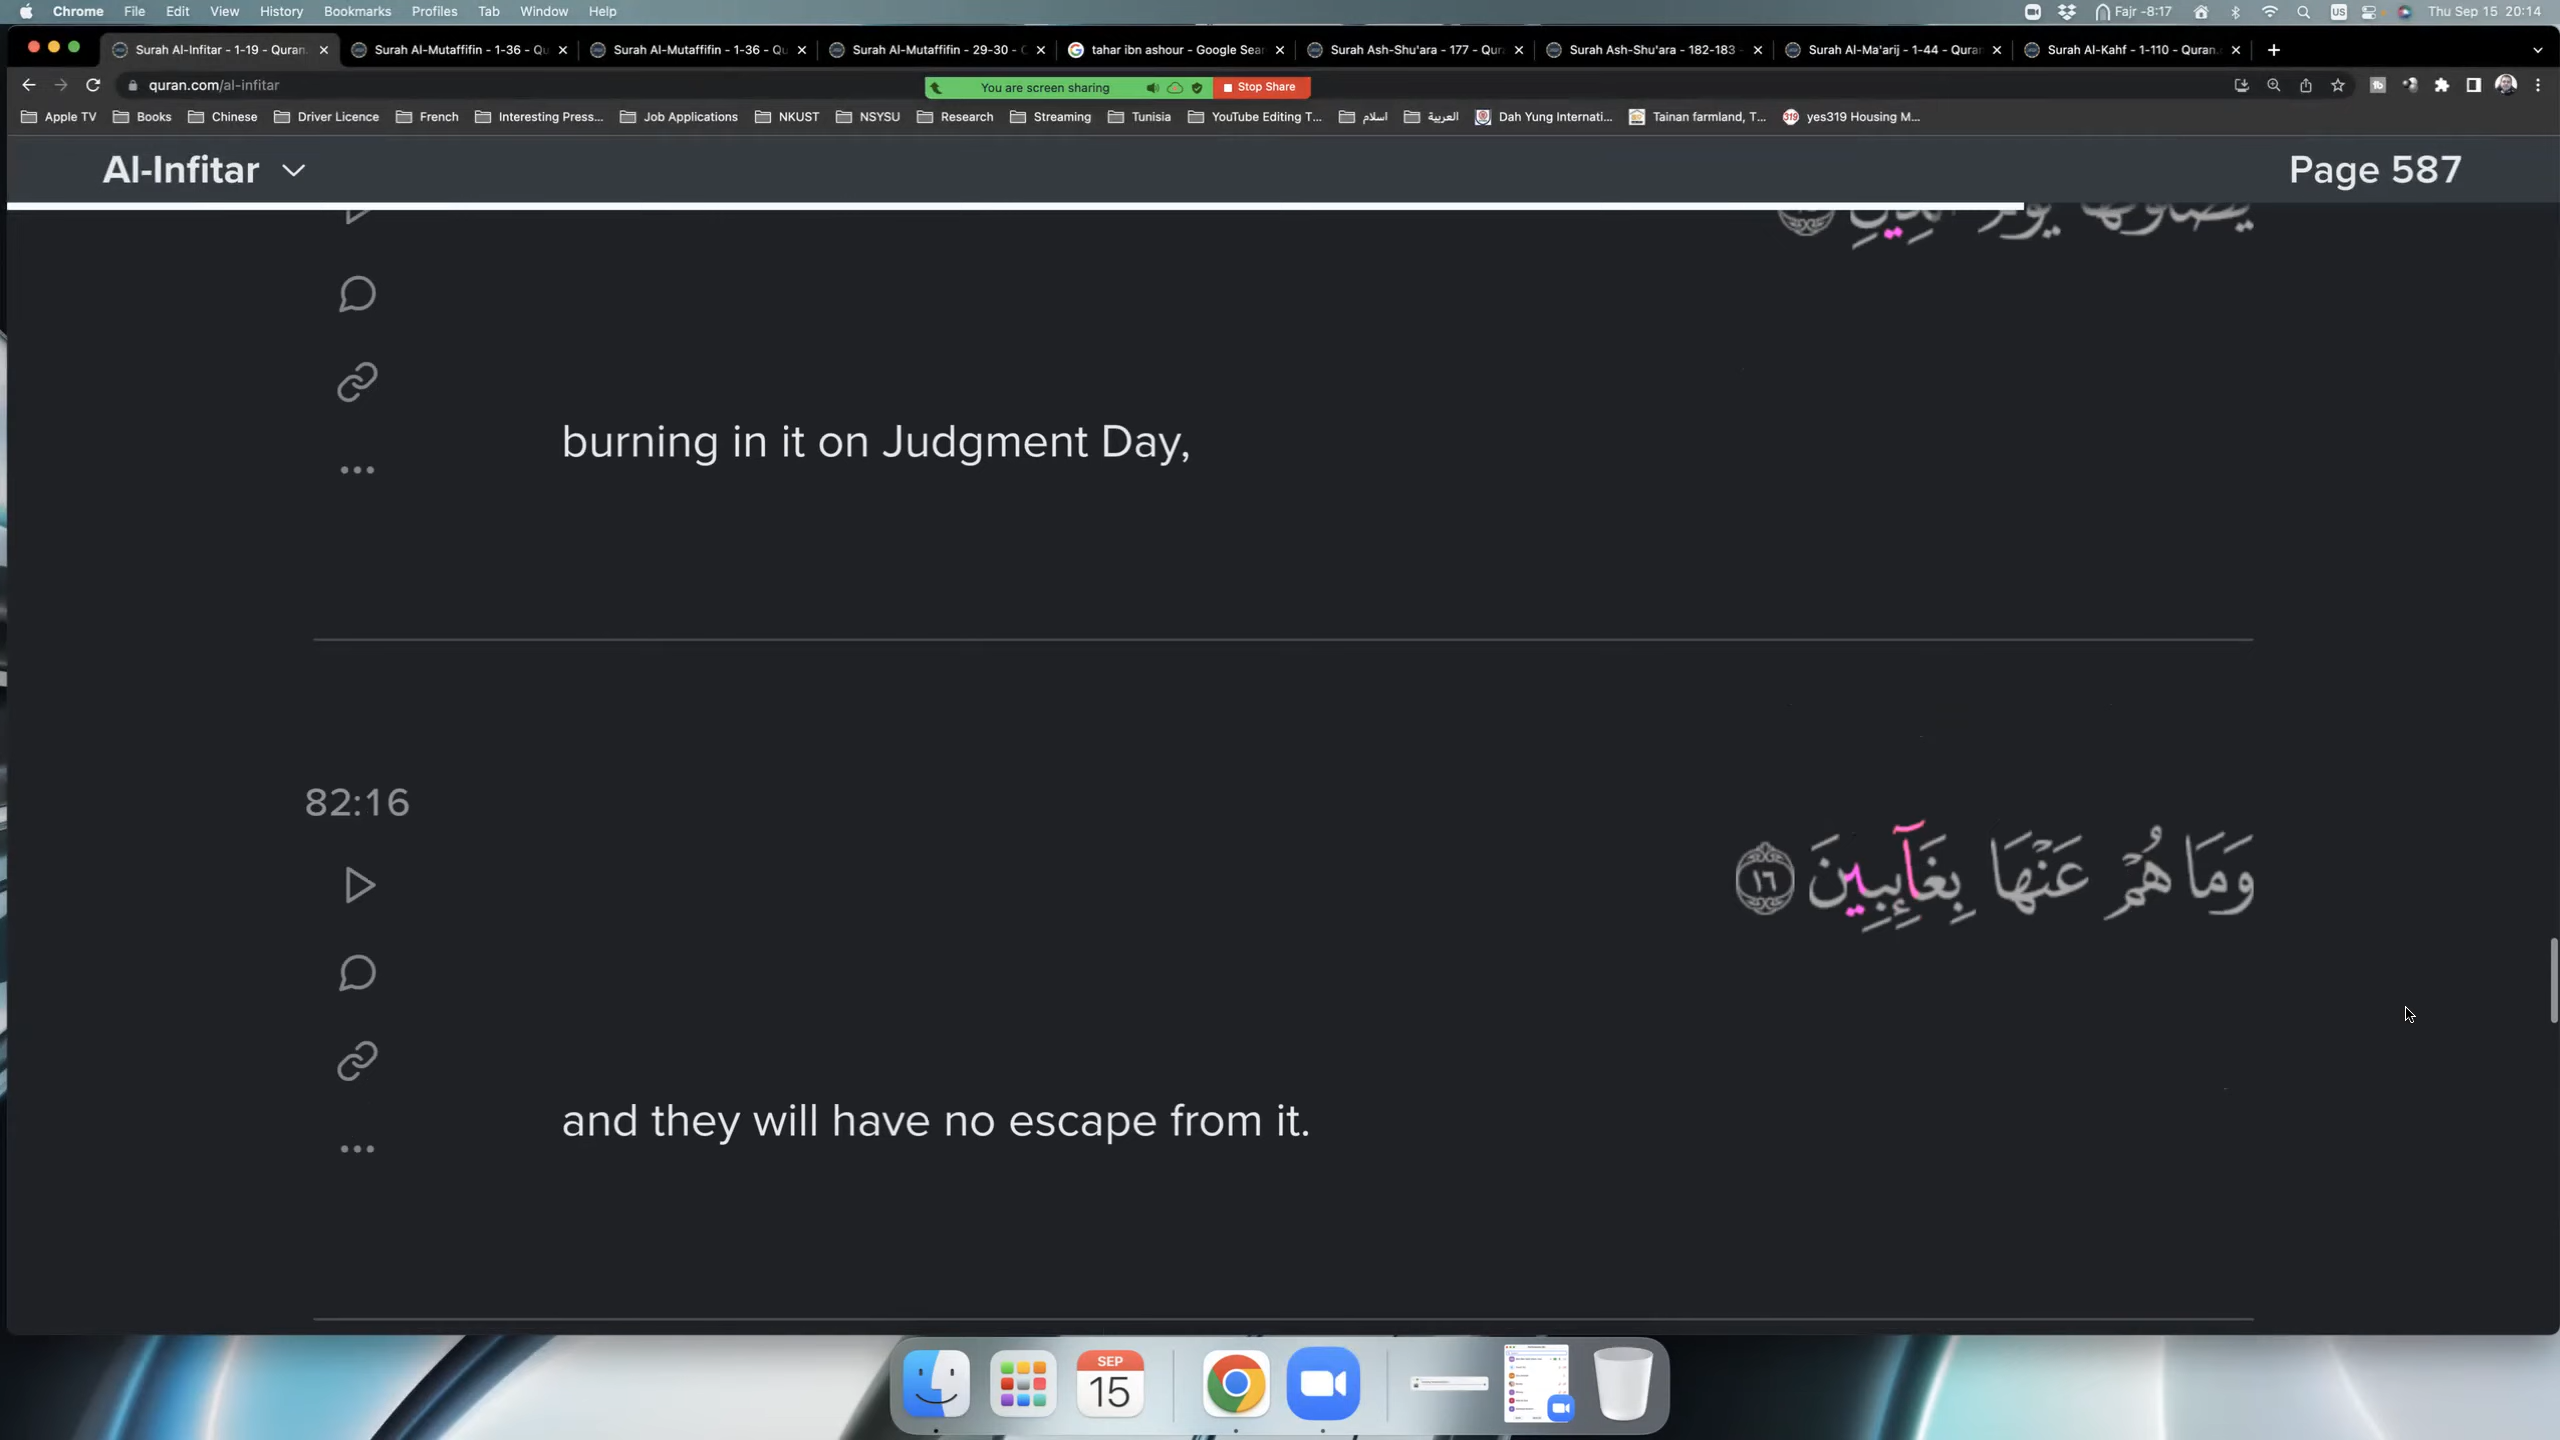 Chrome File Edit View History Bookmarks Profiles Tab Window Help
Fajr -8:17 US Thu Sep 15 20:14
Surah Al-Infitar - 1-19 - Quran. Surah Al-Mutaffifin - 1-36 - Qu Surah Al-Mutaffifin - 1-36 - Qu Surah Al-Mutaffifin - 29-30 - tahar ibn ashour - Google Sea Surah Ash-Shu'ara - 177 - Qur Surah Ash-Shu'ara - 182-183 - Surah Al-Ma'arij - 1-44 - Quran Surah Al-Kahf - 1-110 - Quran.
quran.com/al-infitar You are screen sharing Stop Share
Apple TV Books Chinese Driver Licence French Interesting Press... Job Applications NKUST NSYSU Research Streaming Tunisia YouTube Editing T... اسلام العربية Dah Yung Internati... Tainan farmland, T... yes319 Housing M...
Al-Infitar Page 587
burning in it on Judgment Day,
82:16
وَمَا هُمْ عَنْهَا بِغَآئِبِينَ ١٦
and they will have no escape from it.
SEP
15